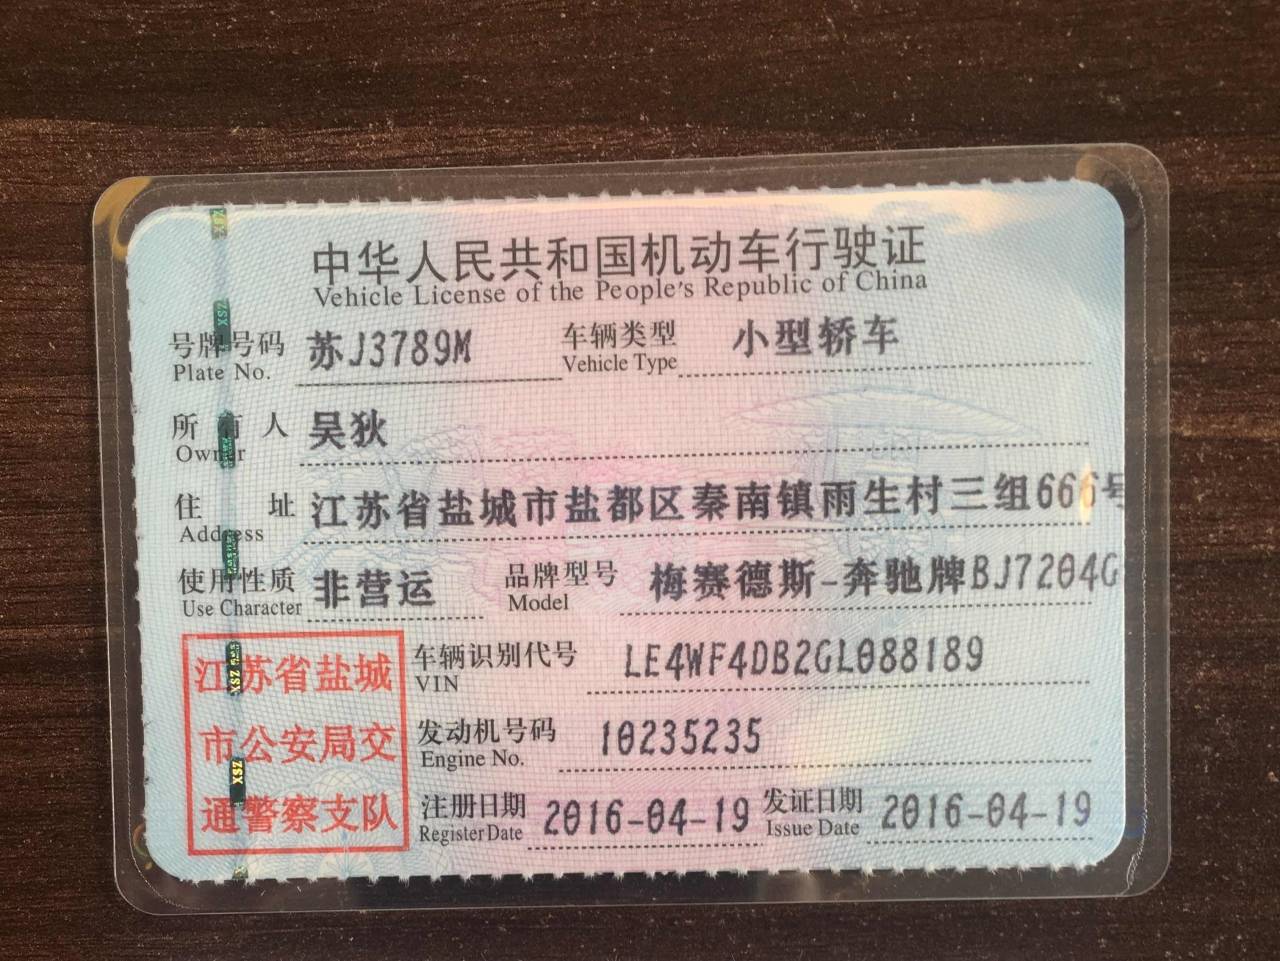 中华人民共和国机动车行驶证
Vehicle License of the People's Republic of China
号牌号码 苏J3789M 车辆类型 小型轿车
Plate No. Vehicle Type
所有人 吴狄
Owner
住址 江苏省盐城市盐都区秦南镇雨生村三组666号
Address
使用性质 非营运 品牌型号 梅赛德斯-奔驰牌BJ7204G
Use Character Model
江苏省盐城
市公安局交
通警察支队
车辆识别代号 LE4WF4DB2GL088189
VIN
发动机号码 10235235
Engine No.
注册日期 2016-04-19 发证日期 2016-04-19
Register Date Issue Date
XSZ
XSZ
XSZ
XSZ